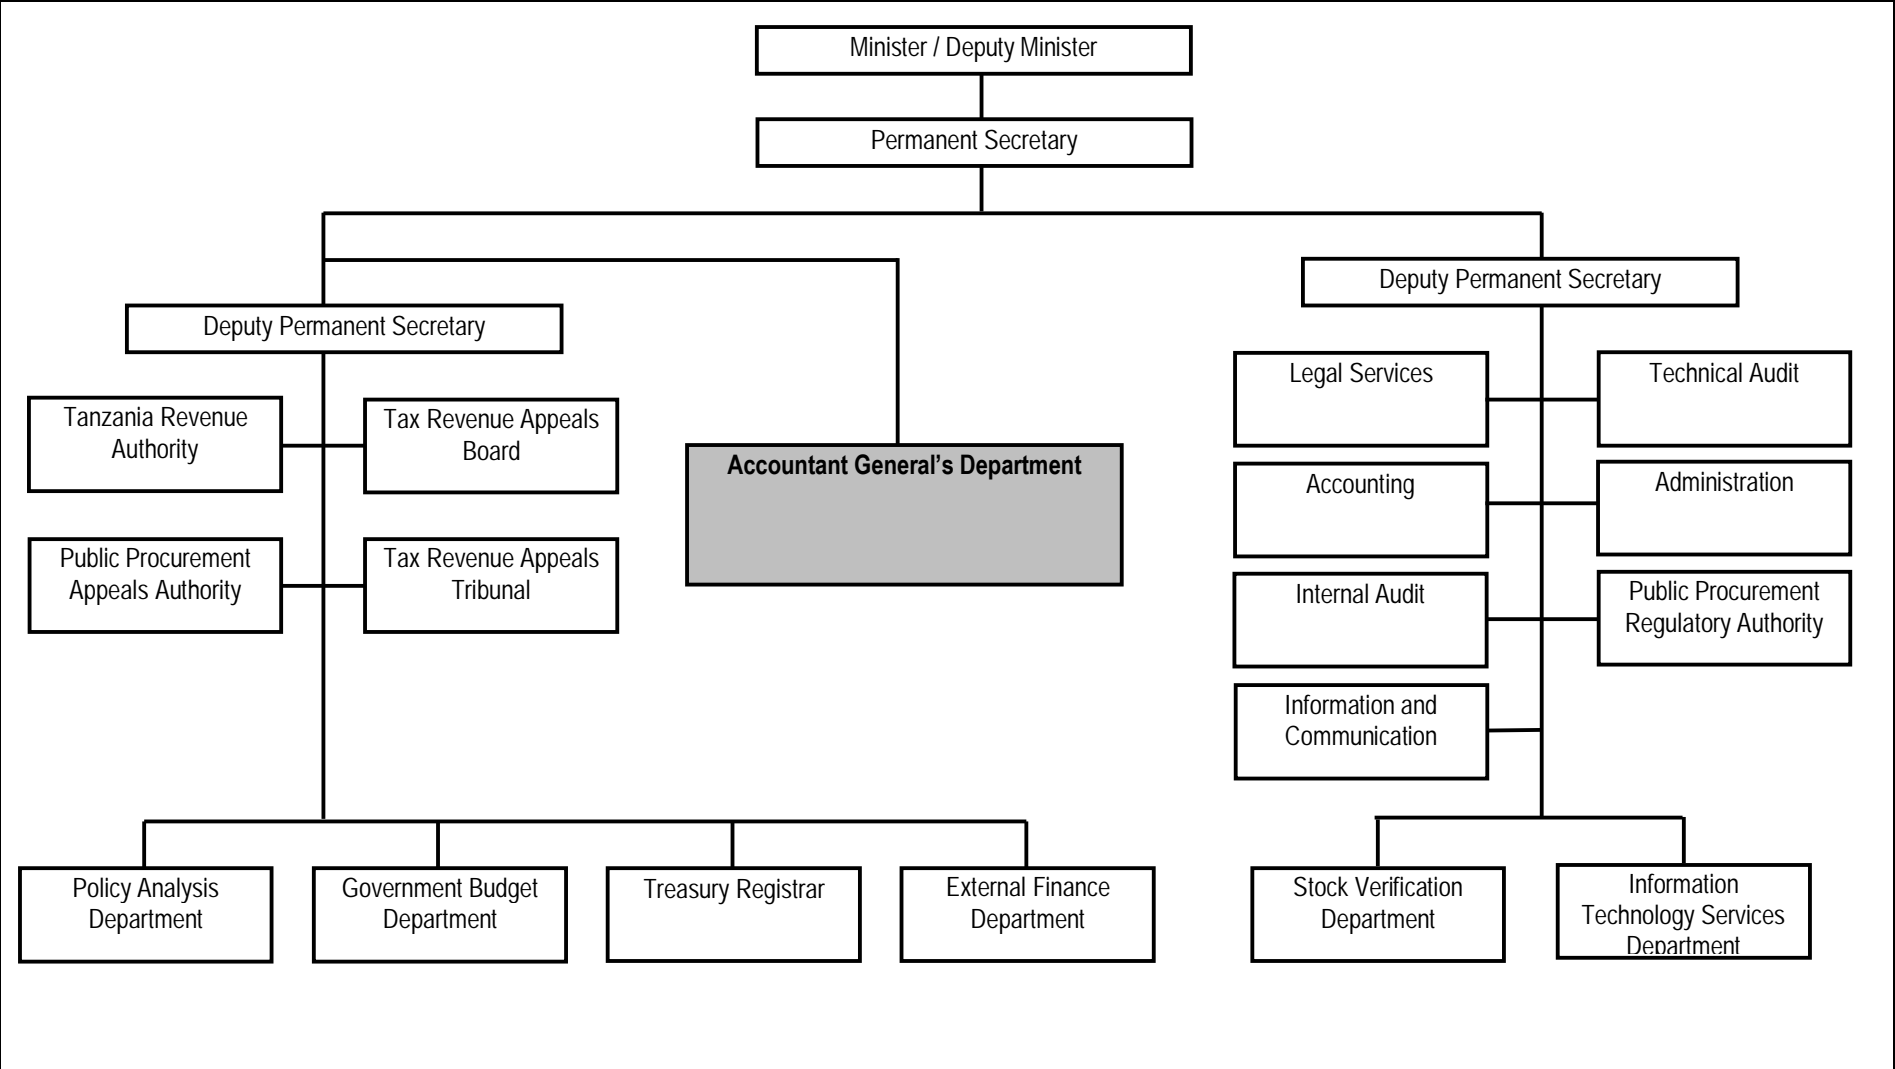 Minister / Deputy Minister
Permanent Secretary
Deputy Permanent Secretary
Deputy Permanent Secretary
Tanzania Revenue
Authority
Tax Revenue Appeals
Board
Public Procurement
Appeals Authority
Tax Revenue Appeals
Tribunal
Accountant General’s Department
Legal Services
Technical Audit
Accounting
Administration
Internal Audit
Public Procurement
Regulatory Authority
Information and
Communication
Policy Analysis
Department
Government Budget
Department
Treasury Registrar
External Finance
Department
Stock Verification
Department
Information
Technology Services
Department